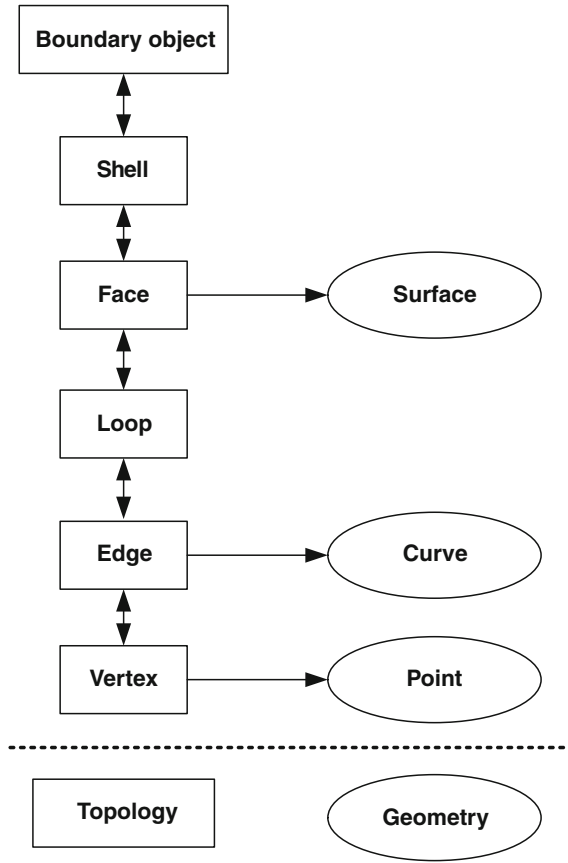 Boundary object
Shell
Face
Surface
Loop
Edge
Curve
Vertex
Point
Topology
Geometry